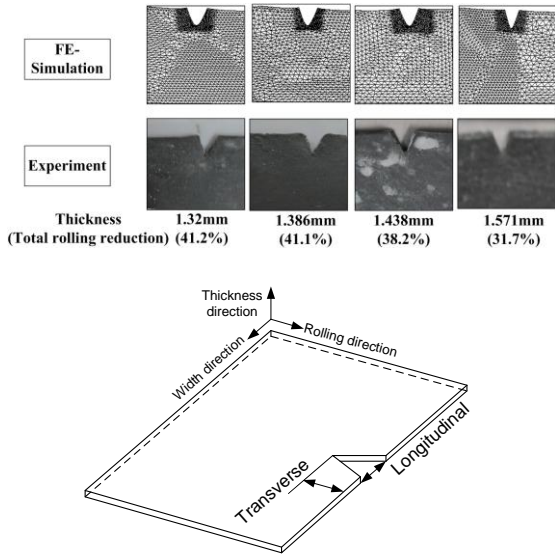 FE-
Simulation
Experiment
Thickness 1.32mm 1.386mm 1.438mm 1.571mm
(Total rolling reduction) (41.2%) (41.1%) (38.2%) (31.7%)
Thickness
direction
Rolling direction
Width direction
Longitudinal
Transverse